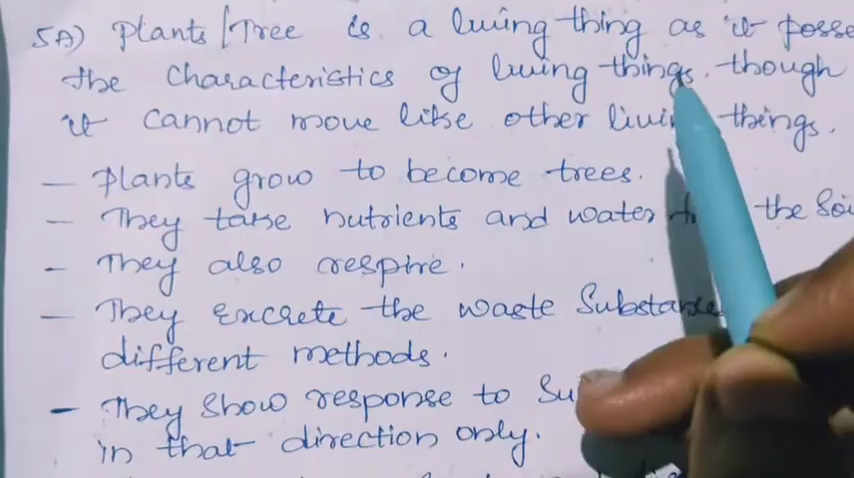 5A) Plants/Tree is a living thing as it posse
the characteristics of living things. though
it cannot move like other livi things.
— Plants grow to become trees.
— They take nutrients and water the Soi
- They also respire.
— They Excrete the waste Substance
different methods.
- They Show response to Su
in that direction only.